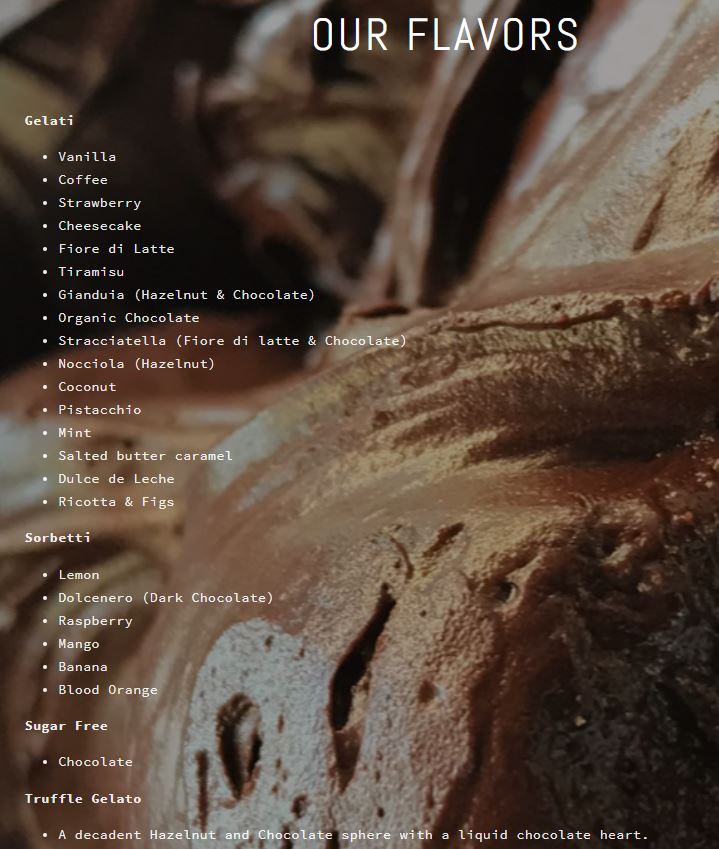 OUR FLAVORS
Gelati
Vanilla
Coffee
Strawberry
Cheesecake
Fiore di Latte
Tiramisu
Gianduia (Hazelnut & Chocolate)
Organic Chocolate
Stracciatella (Fiore di latte & Chocolate)
Nocciola (Hazelnut)
Coconut
Pistacchio
Mint
Salted butter caramel
Dulce de Leche
Ricotta & Figs
Sorbetti
Lemon
Dolcenero (Dark Chocolate)
Raspberry
Mango
Banana
Blood Orange
Sugar Free
Chocolate
Truffle Gelato
A decadent Hazelnut and Chocolate sphere with a liquid chocolate heart.